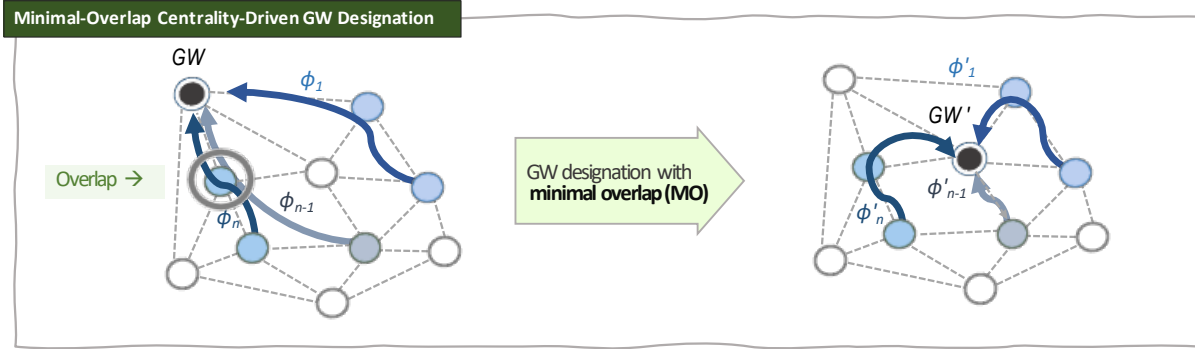 Minimal-Overlap Centrality-Driven GW Designation
GW
ϕ1
Overlap →
ϕn
ϕn-1
GW designation with
minimal overlap (MO)
ϕ'1
GW'
ϕ'n-1
ϕ'n